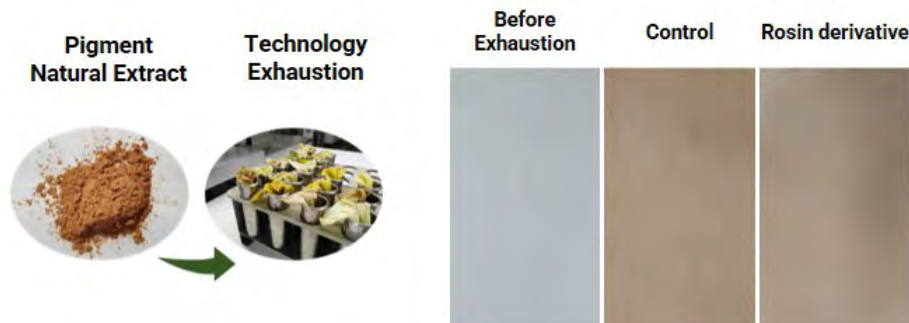 Pigment
Natural Extract
Technology
Exhaustion
Before
Exhaustion
Control
Rosin derivative